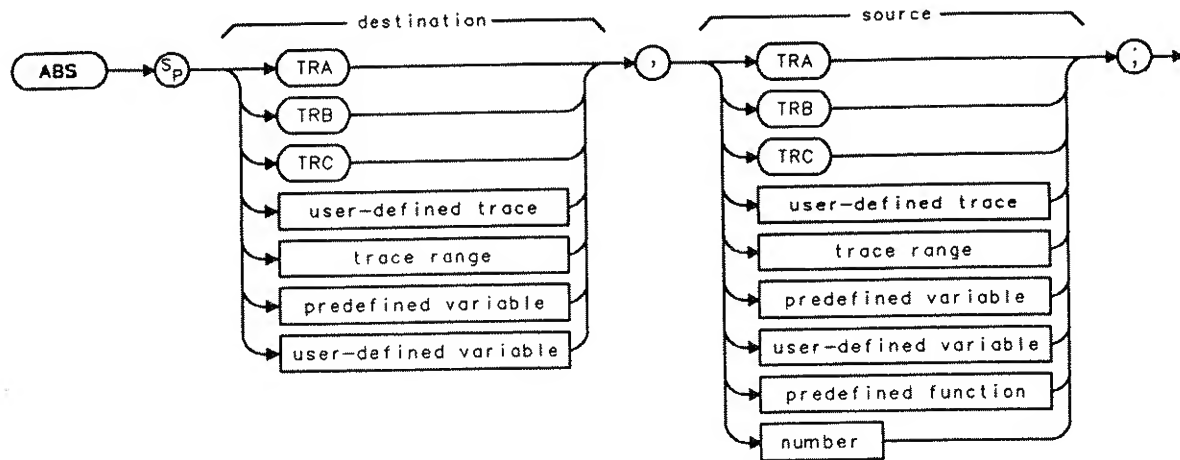 destination
source
ABS
SP
TRA
TRB
TRC
user-defined trace
trace range
predefined variable
user-defined variable
,
TRA
TRB
TRC
user-defined trace
trace range
predefined variable
user-defined variable
predefined function
number
;